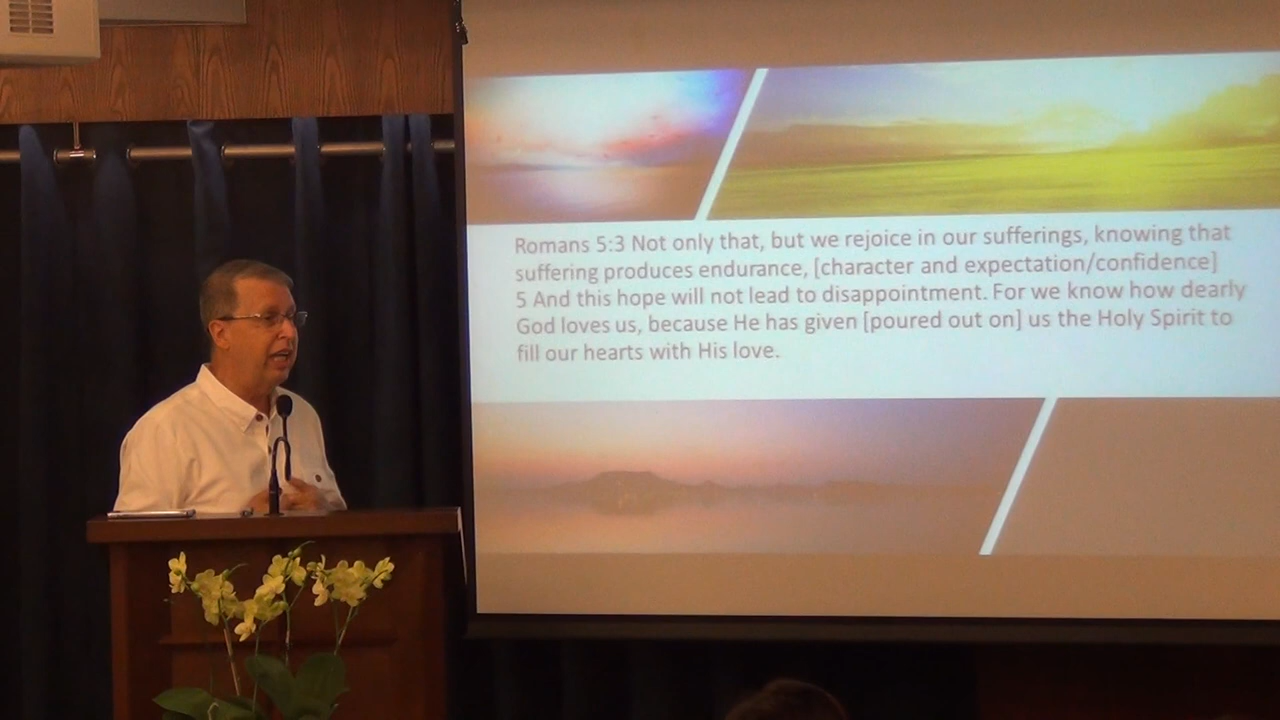 Romans 5:3 Not only that, but we rejoice in our sufferings, knowing that
suffering produces endurance, [character and expectation/confidence]
5 And this hope will not lead to disappointment. For we know how dearly
God loves us, because He has given [poured out on] us the Holy Spirit to
fill our hearts with His love.